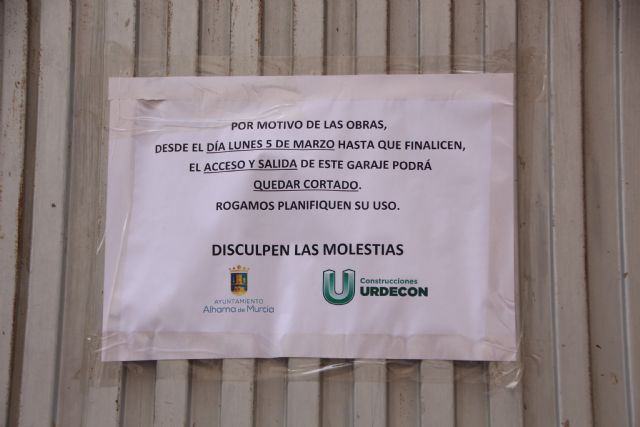 POR MOTIVO DE LAS OBRAS,
DESDE EL DÍA LUNES 5 DE MARZO HASTA QUE FINALICEN,
EL ACCESO Y SALIDA DE ESTE GARAJE PODRÁ
QUEDAR CORTADO.
ROGAMOS PLANIFIQUEN SU USO.
DISCULPEN LAS MOLESTIAS
AYUNTAMIENTO
Alhama de Murcia
Construcciones
URDECON